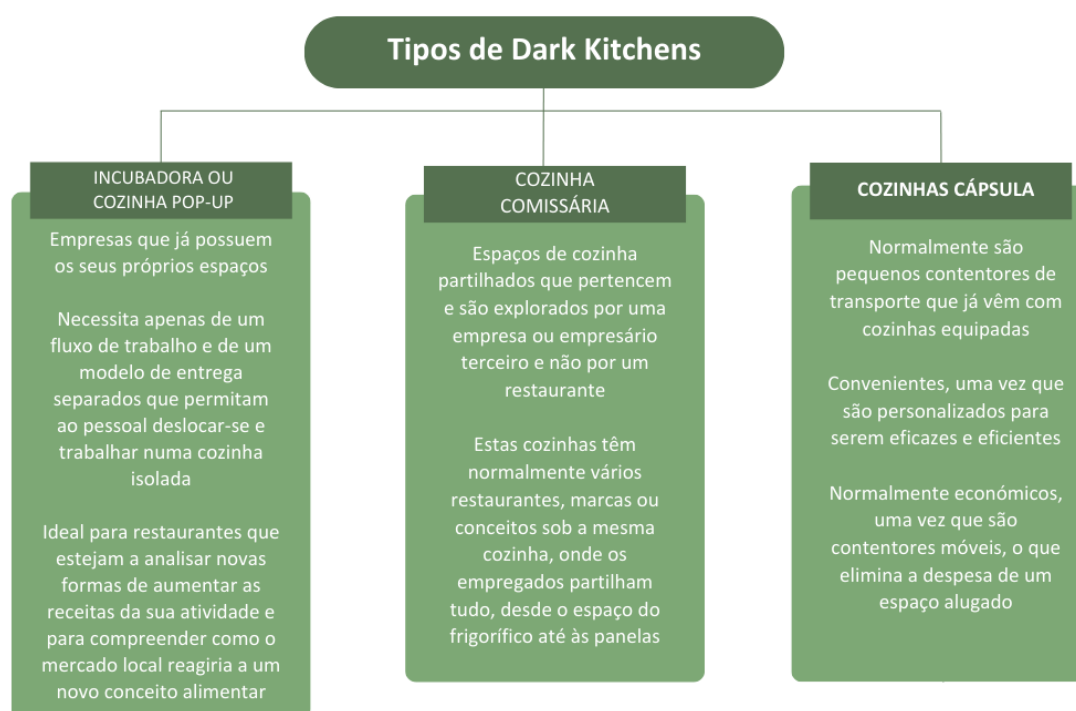 Tipos de Dark Kitchens
INCUBADORA OU
COZINHA POP-UP
Empresas que já possuem
os seus próprios espaços
Necessita apenas de um
fluxo de trabalho e de um
modelo de entrega
separados que permitam
ao pessoal deslocar-se e
trabalhar numa cozinha
isolada
Ideal para restaurantes que
estejam a analisar novas
formas de aumentar as
receitas da sua atividade e
para compreender como o
mercado local reagiria a um
novo conceito alimentar
COZINHA
COMISSÁRIA
Espaços de cozinha
partilhados que pertencem
e são explorados por uma
empresa ou empresário
terceiro e não por um
restaurante
Estas cozinhas têm
normalmente vários
restaurantes, marcas ou
conceitos sob a mesma
cozinha, onde os
empregados partilham
tudo, desde o espaço do
frigorífico até às panelas
COZINHAS CÁPSULA
Normalmente são
pequenos contentores de
transporte que já vêm com
cozinhas equipadas
Convenientes, uma vez que
são personalizados para
serem eficazes e eficientes
Normalmente económicos,
uma vez que são
contentores móveis, o que
elimina a despesa de um
espaço alugado